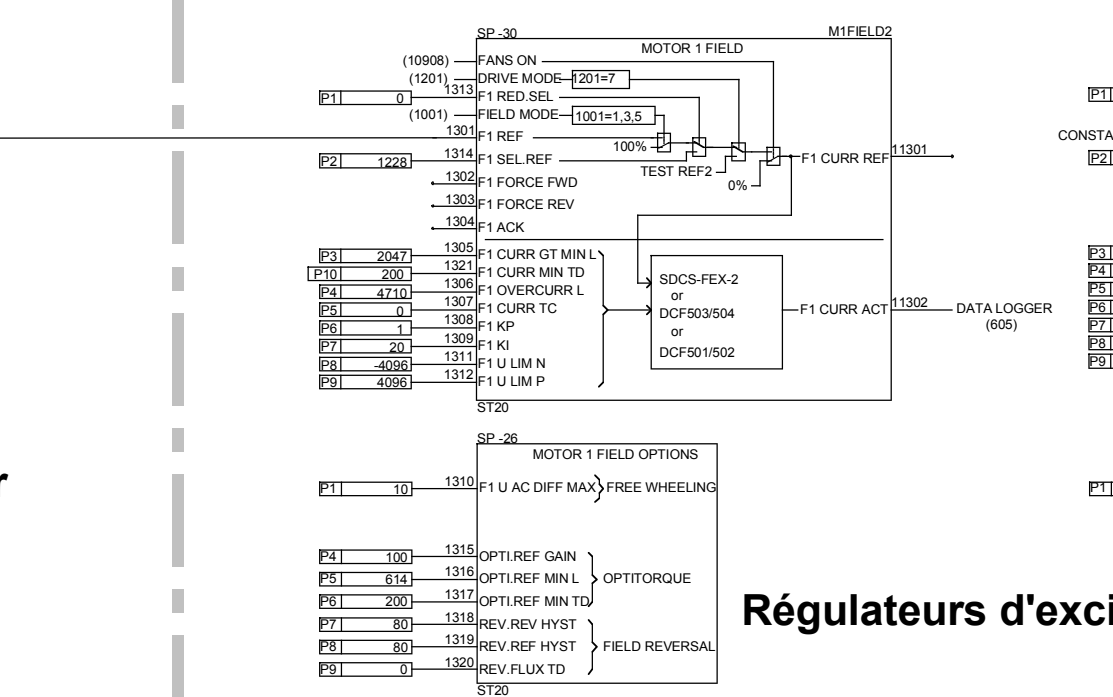 SP -30 M1FIELD2
MOTOR 1 FIELD
(10908) FANS ON
(1201) DRIVE MODE 1201=7
P1 0 1313 F1 RED.SEL
(1001) FIELD MODE 1001=1,3,5
1301 F1 REF
100%
P2 1228 1314 F1 SEL.REF F1 CURR REF 11301
TEST REF2
1302 F1 FORCE FWD
0%
1303 F1 FORCE REV
1304 F1 ACK
P3 2047 1305 F1 CURR GT MIN L
P10 200 1321 F1 CURR MIN TD
P4 4710 1306 F1 OVERCURR L
P5 0 1307 F1 CURR TC
P6 1 1308 F1 KP
P7 20 1309 F1 KI
P8 -4096 1311 F1 U LIM N
P9 4096 1312 F1 U LIM P
SDCS-FEX-2
or
DCF503/504
or
DCF501/502
F1 CURR ACT 11302 DATA LOGGER
(605)
ST20
SP -26
MOTOR 1 FIELD OPTIONS
P1 10 1310 F1 U AC DIFF MAX FREE WHEELING
P4 100 1315 OPTI.REF GAIN
P5 614 1316 OPTI.REF MIN L OPTITORQUE
P6 200 1317 OPTI.REF MIN TD
P7 80 1318 REV.REV HYST
P8 80 1319 REV.REF HYST FIELD REVERSAL
P9 0 1320 REV.FLUX TD
ST20
P1
CONSTA
P2
P3
P4
P5
P6
P7
P8
P9
P1
r
Régulateurs d'exci